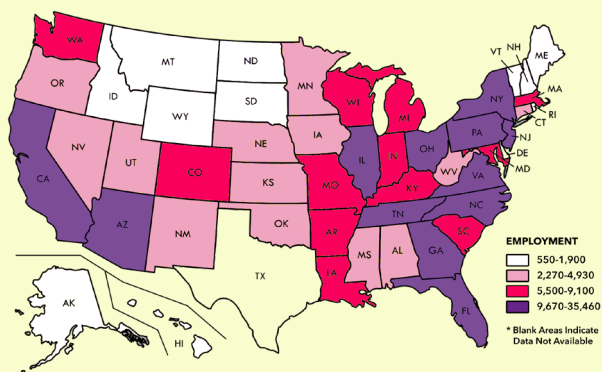 WA
MT
ND
VT NH
ME
OR
ID
SD
MN
WI
MI
NY
MA
WY
RI
CT
NV
UT
NE
IA
PA
NJ
CA
CO
IL
IN
OH
DE
MD
KS
MO
KY
WV
VA
AZ
NM
OK
AR
TN
NC
TX
LA
MS
AL
GA
SC
FL
AK
HI
EMPLOYMENT
550-1,900
2,270-4,930
5,500-9,100
9,670-35,460
* Blank Areas Indicate
Data Not Available